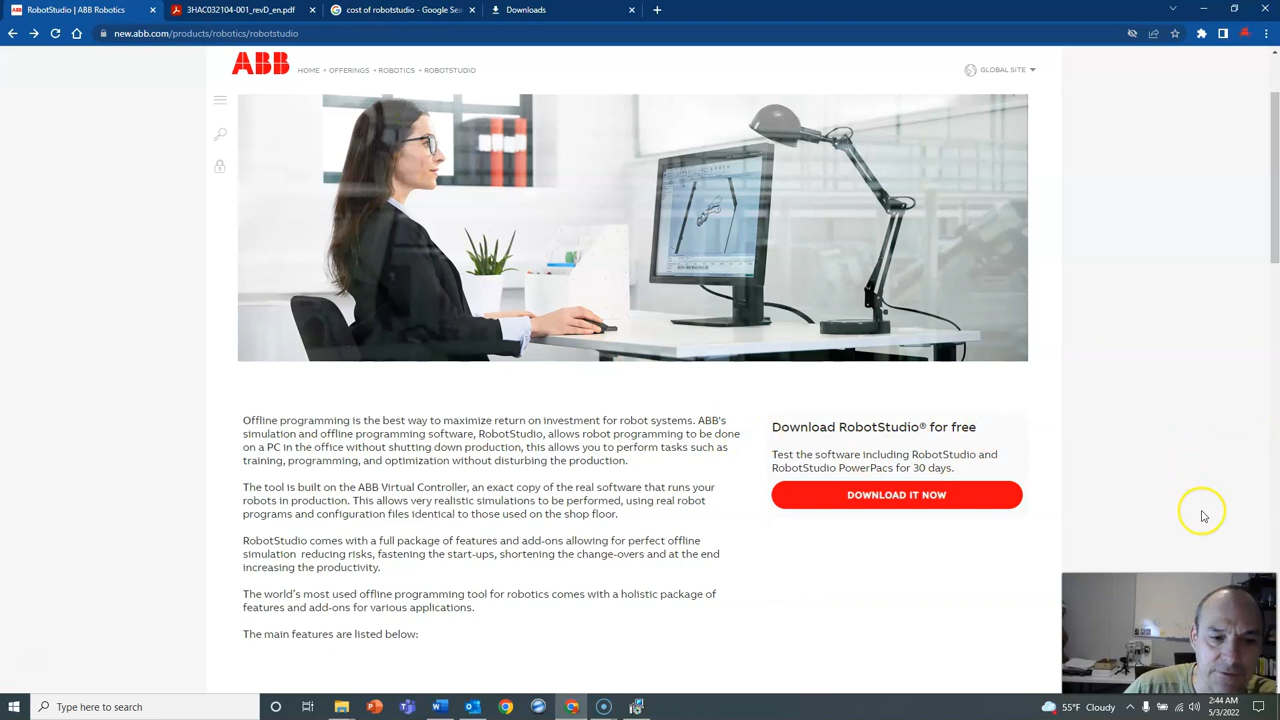 RobotStudio | ABB Robotics
3HAC032104-001_revD_en.pdf
cost of robotstudio - Google Sea
Downloads
new.abb.com/products/robotics/robotstudio
ABB
HOME + OFFERINGS + ROBOTICS + ROBOTSTUDIO
GLOBAL SITE
Offline programming is the best way to maximize return on investment for robot systems. ABB's
simulation and offline programming software, RobotStudio, allows robot programming to be done
on a PC in the office without shutting down production, this allows you to perform tasks such as
training, programming, and optimization without disturbing the production.
The tool is built on the ABB Virtual Controller, an exact copy of the real software that runs your
robots in production. This allows very realistic simulations to be performed, using real robot
programs and configuration files identical to those used on the shop floor.
RobotStudio comes with a full package of features and add-ons allowing for perfect offline
simulation reducing risks, fastening the start-ups, shortening the change-overs and at the end
increasing the productivity.
The world's most used offline programming tool for robotics comes with a holistic package of
features and add-ons for various applications.
The main features are listed below:
Download RobotStudio® for free
Test the software including RobotStudio and
RobotStudio PowerPacs for 30 days.
DOWNLOAD IT NOW
Type here to search
55°F Cloudy
2:44 AM
5/3/2022